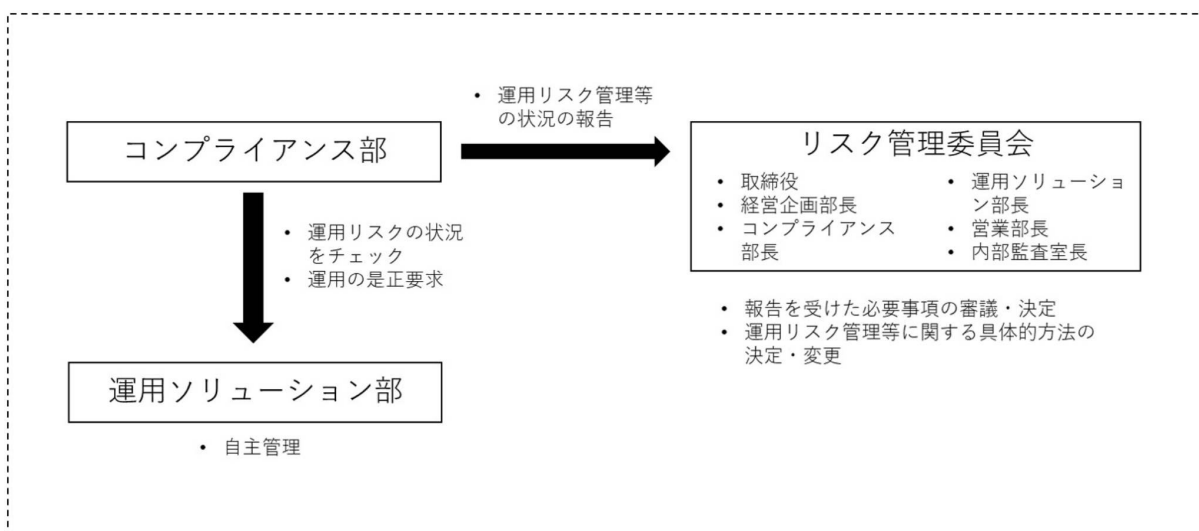 コンプライアンス部
• 運用リスク管理等
の状況の報告
リスク管理委員会
• 取締役
• 経営企画部長
• コンプライアンス
部長
• 運用ソリューショ
ン部長
• 営業部長
• 内部監査室長
• 運用リスクの状況
をチェック
• 運用の是正要求
• 報告を受けた必要事項の審議・決定
• 運用リスク管理等に関する具体的方法の
決定・変更
運用ソリューション部
• 自主管理